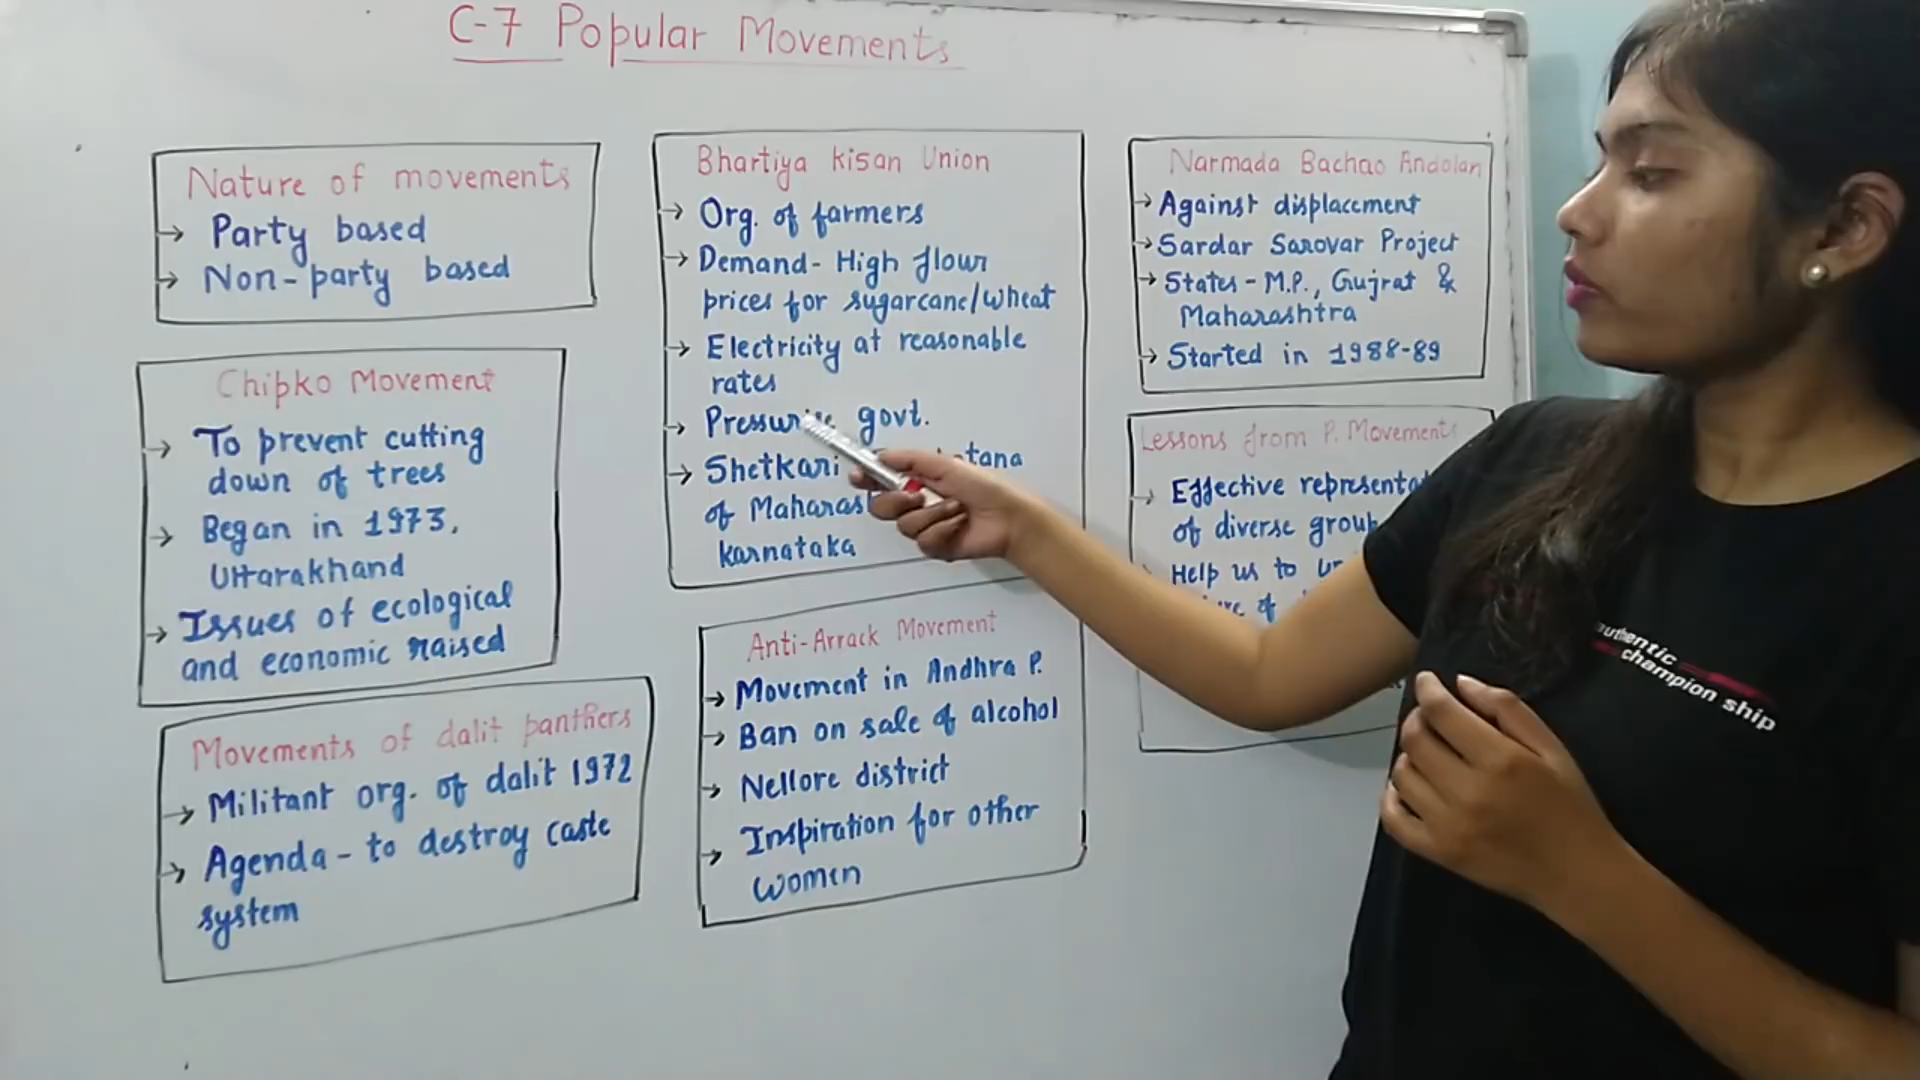 C-7 Popular Movements
Nature of movements
→ Party based
→ Non-party based
Chipko Movement
→ To prevent cutting
down of trees
→ Began in 1973,
Uttarakhand
→ Issues of ecological
and economic raised
Movements of dalit panthers
→ Militant org. of dalit 1972
→ Agenda - to destroy caste
system
Bhartiya kisan Union
→ Org. of farmers
→ Demand - High flour
prices for sugarcane/wheat
→ Electricity at reasonable
rates
→ Pressurise govt.
→ Shetkari
of
karnataka
Anti-Arrack Movement
→ Movement in Andhra P.
→ Ban on sale of alcohol
→ Nellore district
→ Inspiration for other
women
Narmada Bachao Andolan
→ Against displacement
→ Sardar Sarovar Project
→ States - M.P., Gujrat &
Maharashtra
→ Started in 1988-89
Lessons from P. Movements
→ Effective
of diverse
Help us to
of
authentic
champion ship